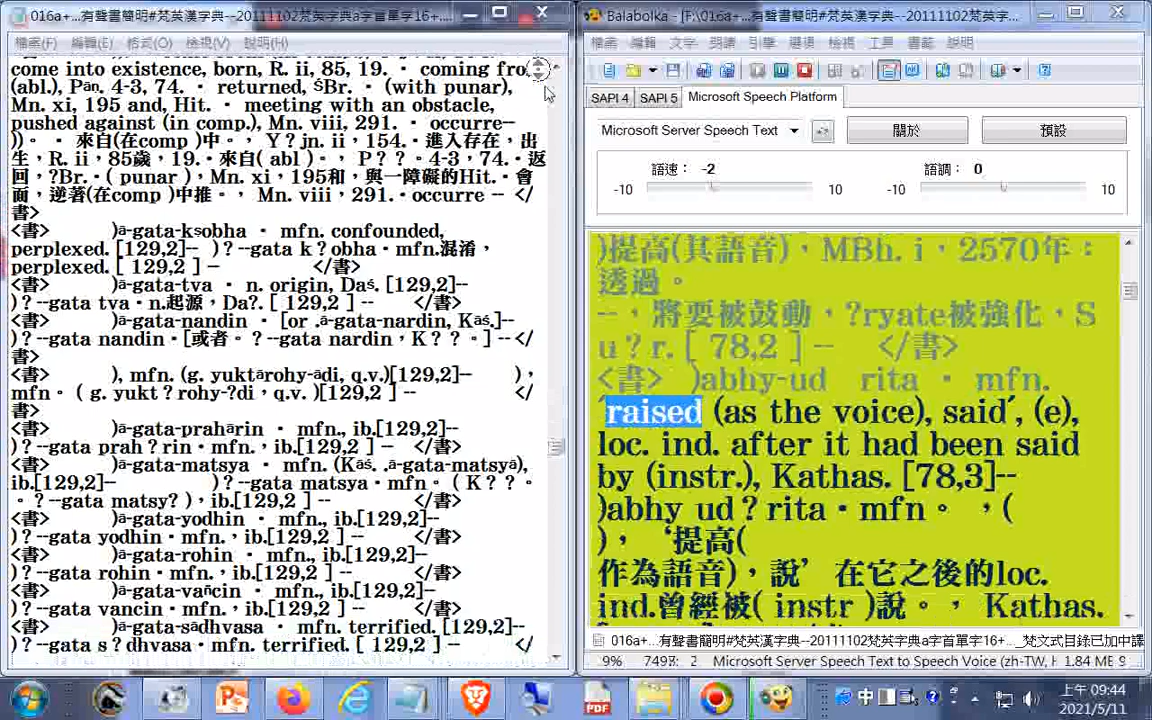 有聲書簡明#梵英漢字典--20111102梵英字典a字首單字16+...
檔案(F) 編輯(E) 格式(O) 檢視(V) 說明(H)
come into existence, born, R. ii, 85, 19. • coming from
(abl.), Pāṇ. 4-3, 74. • returned, ŚBr. • (with punar),
Mn. xi, 195 and, Hit. • meeting with an obstacle,
pushed against (in comp.), Mn. viii, 291. • occurre--
))。• 來自(在comp )中。, Y?jn. ii,154.•進入存在,出
生,R. ii,85歲,19.•來自( abl )。, P??。4-3,74.•返
回,?Br.•( punar ),Mn. xi,195和,與一障礙的Hit.•會
面,逆著(在comp )中推。, Mn. viii,291.•occurre -- </
書>
<書> )ā-gata-kṣobha • mfn. confounded,
perplexed. [129,2]-- )?--gata k?obha•mfn.混淆,
perplexed. [ 129,2 ] -- </書>
<書> )ā-gata-tva • n. origin, Daś. [129,2]--
)?--gata tva•n.起源,Da?. [ 129,2 ] -- </書>
<書> )ā-gata-nandin • [or .ā-gata-nardin, Kāś.]--
)?--gata nandin•[或者。?--gata nardin,K??。] --</
書>
<書> ), mfn. (g. yuktārohy-ādi, q.v.)[129,2]-- ),
mfn。( g. yukt?rohy-?di,q.v. )[129,2 ] -- </書>
<書> )ā-gata-prahārin • mfn., ib.[129,2]--
)?--gata prah?rin•mfn.,ib.[129,2 ] -- </書>
<書> )ā-gata-matsya • mfn. (Kāś. .ā-gata-matsyā),
ib.[129,2]-- )?--gata matsya•mfn。( K??。
。?--gata matsy?),ib.[129,2 ] -- </書>
<書> )ā-gata-yodhin • mfn., ib.[129,2]--
)?--gata yodhin•mfn.,ib.[129,2 ] -- </書>
<書> )ā-gata-rohin • mfn., ib.[129,2]--
)?--gata rohin•mfn.,ib.[129,2 ] -- </書>
<書> )ā-gata-vañcin • mfn., ib.[129,2]--
)?--gata vancin•mfn.,ib.[129,2 ] -- </書>
<書> )ā-gata-sādhvasa • mfn. terrified. [129,2]--
)?--gata s?dhvasa•mfn. terrified. [ 129,2 ] -- </
Balabolka - [F:\016a+...有聲書簡明#梵英漢字典--20111102梵英字...
檔案 編輯 文字 朗讀 引擎 選項 檢視 工具 書籤 說明
SAPI 4 SAPI 5 Microsoft Speech Platform
Microsoft Server Speech Text 關於 預設
語速: -2 語調: 0
-10 10 -10 10
)提高(其語音),MBh. i,2570年:
透過。
--,將要被鼓動,?ryate被強化,S
u?r. [ 78,2 ] -- </書>
<書> )abhy-ud rita • mfn.
‘raised (as the voice), said’, (e),
loc. ind. after it had been said
by (instr.), Kathas. [78,3]--
)abhy ud?rita•mfn。 ,(
), ‘提高(
作為語音),說’ 在它之後的loc.
ind.曾經被( instr )說。, Kathas.
016a+...有聲書簡明#梵英漢字典--20111102梵英字典a字首單字16+..._梵文式目錄已加中譯
9% 7493: 2 Microsoft Server Speech Text to Speech Voice (zh-TW, H 1.84 MB 9
中
上午 09:44
2021/5/11